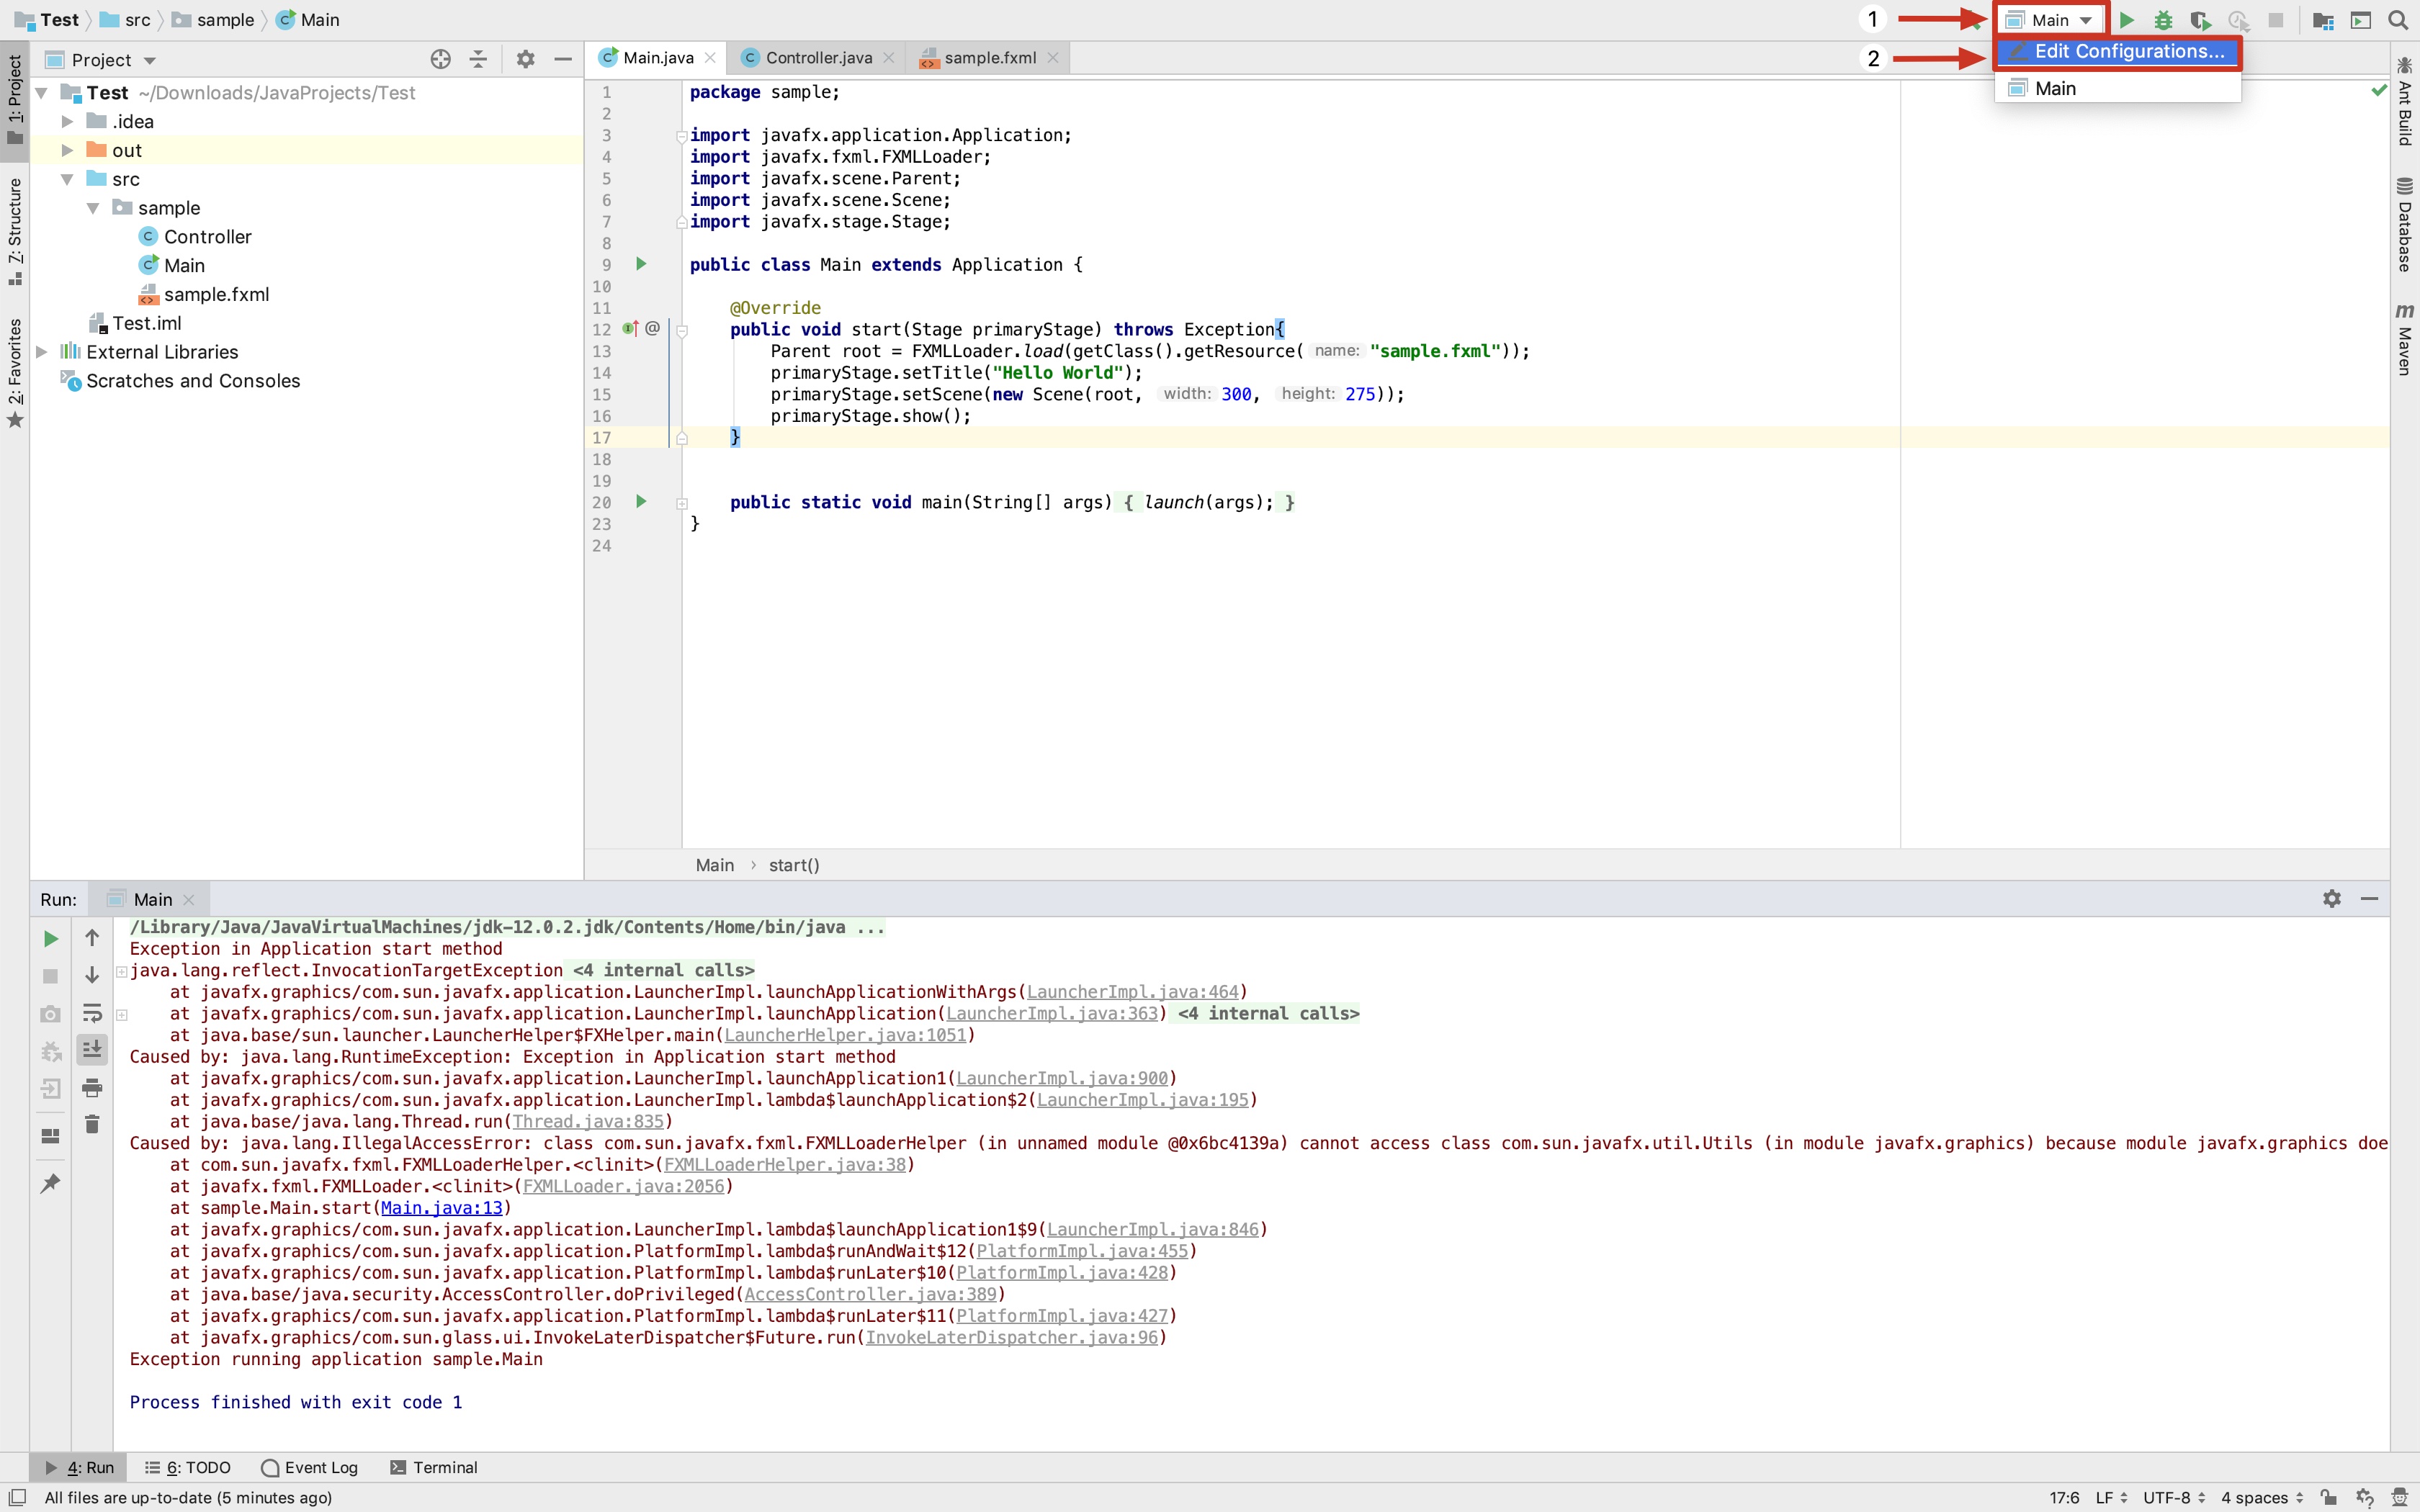 Test src sample Main
1 Main
2 Edit Configurations...
Main
Project
Main.java Controller.java sample.fxml
1: Project
7: Structure
2: Favorites
Test ~/Downloads/JavaProjects/Test
.idea
out
src
sample
Controller
Main
sample.fxml
Test.iml
External Libraries
Scratches and Consoles
1 package sample;
2
3 import javafx.application.Application;
4 import javafx.fxml.FXMLLoader;
5 import javafx.scene.Parent;
6 import javafx.scene.Scene;
7 import javafx.stage.Stage;
8
9 public class Main extends Application {
10
11 @Override
12 @ public void start(Stage primaryStage) throws Exception{
13 Parent root = FXMLLoader.load(getClass().getResource( name: "sample.fxml"));
14 primaryStage.setTitle("Hello World");
15 primaryStage.setScene(new Scene(root, width: 300, height: 275));
16 primaryStage.show();
17 }
18
19
20 public static void main(String[] args) { launch(args); }
23 }
24
Ant Build
Database
m Maven
Main › start()
Run: Main
/Library/Java/JavaVirtualMachines/jdk-12.0.2.jdk/Contents/Home/bin/java ...
Exception in Application start method
java.lang.reflect.InvocationTargetException <4 internal calls>
at javafx.graphics/com.sun.javafx.application.LauncherImpl.launchApplicationWithArgs(LauncherImpl.java:464)
at javafx.graphics/com.sun.javafx.application.LauncherImpl.launchApplication(LauncherImpl.java:363) <4 internal calls>
at java.base/sun.launcher.LauncherHelper$FXHelper.main(LauncherHelper.java:1051)
Caused by: java.lang.RuntimeException: Exception in Application start method
at javafx.graphics/com.sun.javafx.application.LauncherImpl.launchApplication1(LauncherImpl.java:900)
at javafx.graphics/com.sun.javafx.application.LauncherImpl.lambda$launchApplication$2(LauncherImpl.java:195)
at java.base/java.lang.Thread.run(Thread.java:835)
Caused by: java.lang.IllegalAccessError: class com.sun.javafx.fxml.FXMLLoaderHelper (in unnamed module @0x6bc4139a) cannot access class com.sun.javafx.util.Utils (in module javafx.graphics) because module javafx.graphics doe
at com.sun.javafx.fxml.FXMLLoaderHelper.<clinit>(FXMLLoaderHelper.java:38)
at javafx.fxml.FXMLLoader.<clinit>(FXMLLoader.java:2056)
at sample.Main.start(Main.java:13)
at javafx.graphics/com.sun.javafx.application.LauncherImpl.lambda$launchApplication1$9(LauncherImpl.java:846)
at javafx.graphics/com.sun.javafx.application.PlatformImpl.lambda$runAndWait$12(PlatformImpl.java:455)
at javafx.graphics/com.sun.javafx.application.PlatformImpl.lambda$runLater$10(PlatformImpl.java:428)
at java.base/java.security.AccessController.doPrivileged(AccessController.java:389)
at javafx.graphics/com.sun.javafx.application.PlatformImpl.lambda$runLater$11(PlatformImpl.java:427)
at javafx.graphics/com.sun.glass.ui.InvokeLaterDispatcher$Future.run(InvokeLaterDispatcher.java:96)
Exception running application sample.Main
Process finished with exit code 1
4: Run 6: TODO Event Log Terminal
All files are up-to-date (5 minutes ago) 17:6 LF UTF-8 4 spaces